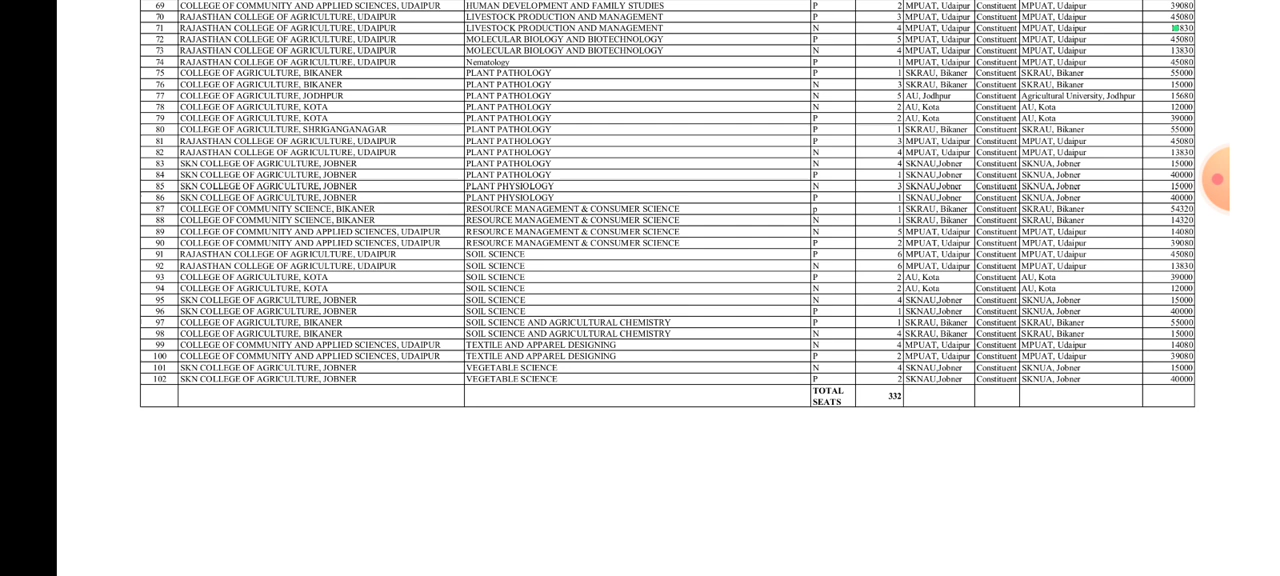 69 COLLEGE OF COMMUNITY AND APPLIED SCIENCES, UDAIPUR HUMAN DEVELOPMENT AND FAMILY STUDIES P 2 MPUAT, Udaipur Constituent MPUAT, Udaipur 39080
70 RAJASTHAN COLLEGE OF AGRICULTURE, UDAIPUR LIVESTOCK PRODUCTION AND MANAGEMENT P 3 MPUAT, Udaipur Constituent MPUAT, Udaipur 45080
71 RAJASTHAN COLLEGE OF AGRICULTURE, UDAIPUR LIVESTOCK PRODUCTION AND MANAGEMENT N 4 MPUAT, Udaipur Constituent MPUAT, Udaipur
72 RAJASTHAN COLLEGE OF AGRICULTURE, UDAIPUR MOLECULAR BIOLOGY AND BIOTECHNOLOGY P 5 MPUAT, Udaipur Constituent MPUAT, Udaipur 45080
73 RAJASTHAN COLLEGE OF AGRICULTURE, UDAIPUR MOLECULAR BIOLOGY AND BIOTECHNOLOGY N 4 MPUAT, Udaipur Constituent MPUAT, Udaipur 13830
74 RAJASTHAN COLLEGE OF AGRICULTURE, UDAIPUR Nematology P 1 MPUAT, Udaipur Constituent MPUAT, Udaipur 45080
75 COLLEGE OF AGRICULTURE, BIKANER PLANT PATHOLOGY P 1 SKRAU, Bikaner Constituent SKRAU, Bikaner 55000
76 COLLEGE OF AGRICULTURE, BIKANER PLANT PATHOLOGY N 3 SKRAU, Bikaner Constituent SKRAU, Bikaner 15000
77 COLLEGE OF AGRICULTURE, JODHPUR PLANT PATHOLOGY N 5 AU, Jodhpur Constituent Agricultural University, Jodhpur 15680
78 COLLEGE OF AGRICULTURE, KOTA PLANT PATHOLOGY N 2 AU, Kota Constituent AU, Kota 12000
79 COLLEGE OF AGRICULTURE, KOTA PLANT PATHOLOGY P 2 AU, Kota Constituent AU, Kota 39000
80 COLLEGE OF AGRICULTURE, SHRIGANGANAGAR PLANT PATHOLOGY P 1 SKRAU, Bikaner Constituent SKRAU, Bikaner 55000
81 RAJASTHAN COLLEGE OF AGRICULTURE, UDAIPUR PLANT PATHOLOGY P 3 MPUAT, Udaipur Constituent MPUAT, Udaipur 45080
82 RAJASTHAN COLLEGE OF AGRICULTURE, UDAIPUR PLANT PATHOLOGY N 4 MPUAT, Udaipur Constituent MPUAT, Udaipur 13830
83 SKN COLLEGE OF AGRICULTURE, JOBNER PLANT PATHOLOGY N 4 SKNAU,Jobner Constituent SKNUA, Jobner 15000
84 SKN COLLEGE OF AGRICULTURE, JOBNER PLANT PATHOLOGY P 1 SKNAU,Jobner Constituent SKNUA, Jobner 40000
85 SKN COLLEGE OF AGRICULTURE, JOBNER PLANT PHYSIOLOGY N 3 SKNAU,Jobner Constituent SKNUA, Jobner 15000
86 SKN COLLEGE OF AGRICULTURE, JOBNER PLANT PHYSIOLOGY P 1 SKNAU,Jobner Constituent SKNUA, Jobner 40000
87 COLLEGE OF COMMUNITY SCIENCE, BIKANER RESOURCE MANAGEMENT & CONSUMER SCIENCE p 1 SKRAU, Bikaner Constituent SKRAU, Bikaner 54320
88 COLLEGE OF COMMUNITY SCIENCE, BIKANER RESOURCE MANAGEMENT & CONSUMER SCIENCE N 1 SKRAU, Bikaner Constituent SKRAU, Bikaner 14320
89 COLLEGE OF COMMUNITY AND APPLIED SCIENCES, UDAIPUR RESOURCE MANAGEMENT & CONSUMER SCIENCE N 5 MPUAT, Udaipur Constituent MPUAT, Udaipur 14080
90 COLLEGE OF COMMUNITY AND APPLIED SCIENCES, UDAIPUR RESOURCE MANAGEMENT & CONSUMER SCIENCE P 2 MPUAT, Udaipur Constituent MPUAT, Udaipur 39080
91 RAJASTHAN COLLEGE OF AGRICULTURE, UDAIPUR SOIL SCIENCE P 6 MPUAT, Udaipur Constituent MPUAT, Udaipur 45080
92 RAJASTHAN COLLEGE OF AGRICULTURE, UDAIPUR SOIL SCIENCE N 6 MPUAT, Udaipur Constituent MPUAT, Udaipur 13830
93 COLLEGE OF AGRICULTURE, KOTA SOIL SCIENCE P 2 AU, Kota Constituent AU, Kota 39000
94 COLLEGE OF AGRICULTURE, KOTA SOIL SCIENCE N 2 AU, Kota Constituent AU, Kota 12000
95 SKN COLLEGE OF AGRICULTURE, JOBNER SOIL SCIENCE N 4 SKNAU,Jobner Constituent SKNUA, Jobner 15000
96 SKN COLLEGE OF AGRICULTURE, JOBNER SOIL SCIENCE P 1 SKNAU,Jobner Constituent SKNUA, Jobner 40000
97 COLLEGE OF AGRICULTURE, BIKANER SOIL SCIENCE AND AGRICULTURAL CHEMISTRY P 1 SKRAU, Bikaner Constituent SKRAU, Bikaner 55000
98 COLLEGE OF AGRICULTURE, BIKANER SOIL SCIENCE AND AGRICULTURAL CHEMISTRY N 4 SKRAU, Bikaner Constituent SKRAU, Bikaner 15000
99 COLLEGE OF COMMUNITY AND APPLIED SCIENCES, UDAIPUR TEXTILE AND APPAREL DESIGNING N 4 MPUAT, Udaipur Constituent MPUAT, Udaipur 14080
100 COLLEGE OF COMMUNITY AND APPLIED SCIENCES, UDAIPUR TEXTILE AND APPAREL DESIGNING P 2 MPUAT, Udaipur Constituent MPUAT, Udaipur 39080
101 SKN COLLEGE OF AGRICULTURE, JOBNER VEGETABLE SCIENCE N 4 SKNAU,Jobner Constituent SKNUA, Jobner 15000
102 SKN COLLEGE OF AGRICULTURE, JOBNER VEGETABLE SCIENCE P 2 SKNAU,Jobner Constituent SKNUA, Jobner 40000
TOTAL SEATS 332